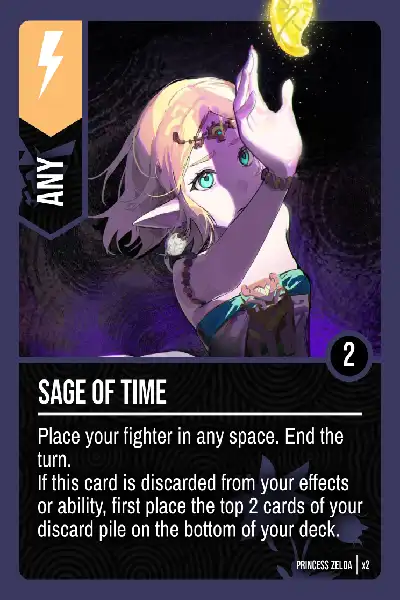 ANY
2
SAGE OF TIME
Place your fighter in any space. End the
turn.
If this card is discarded from your effects
or ability, first place the top 2 cards of your
discard pile on the bottom of your deck.
PRINCESS ZELDA | x2